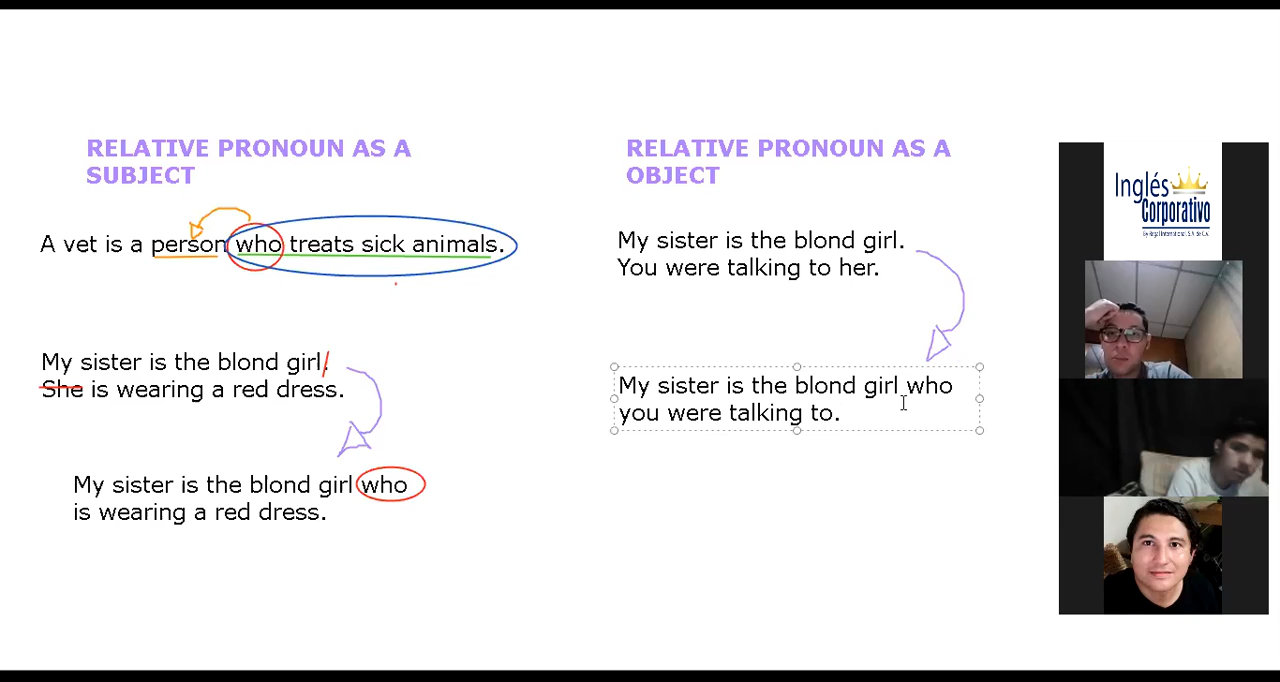 RELATIVE PRONOUN AS A
SUBJECT
A vet is a person who treats sick animals.
My sister is the blond girl.
She is wearing a red dress.
My sister is the blond girl who
is wearing a red dress.
RELATIVE PRONOUN AS A
OBJECT
My sister is the blond girl.
You were talking to her.
My sister is the blond girl who
you were talking to.
Inglés
Corporativo